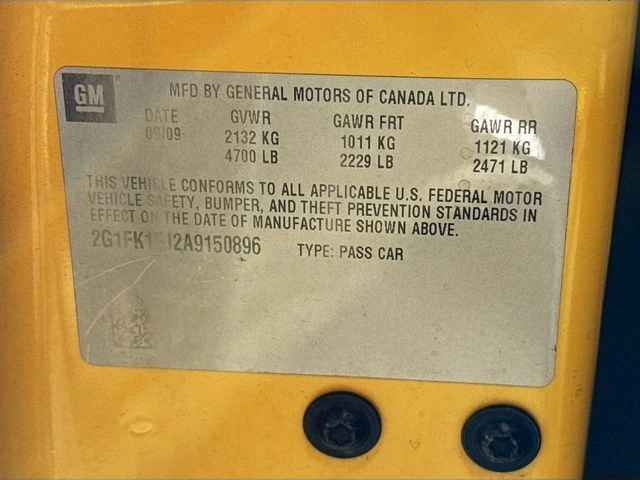 GM
MFD BY GENERAL MOTORS OF CANADA LTD.
DATE GVWR GAWR FRT GAWR RR
09/09 2132 KG 1011 KG 1121 KG
4700 LB 2229 LB 2471 LB
THIS VEHICLE CONFORMS TO ALL APPLICABLE U.S. FEDERAL MOTOR
VEHICLE SAFETY, BUMPER, AND THEFT PREVENTION STANDARDS IN
EFFECT ON THE DATE OF MANUFACTURE SHOWN ABOVE.
TYPE: PASS CAR